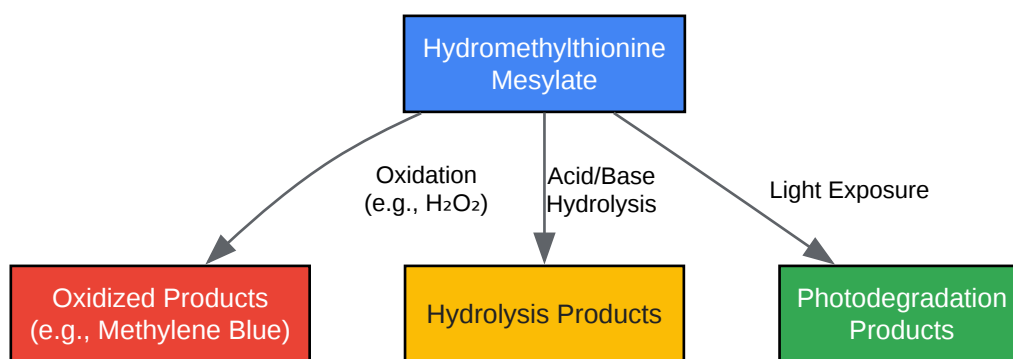 Hydromethylthionine
Mesylate
Oxidation
(e.g., H₂O₂)
Acid/Base
Hydrolysis
Light Exposure
Oxidized Products
(e.g., Methylene Blue)
Hydrolysis Products
Photodegradation
Products